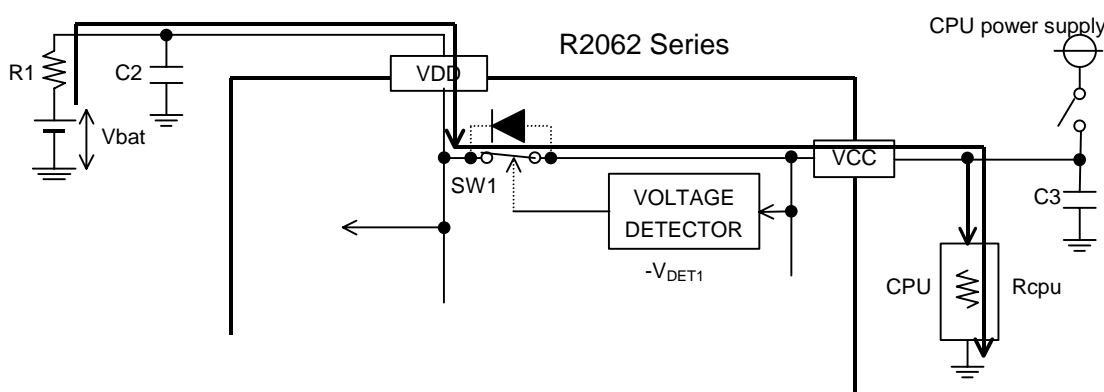 CPU power supply
R2062 Series
R1
C2
VDD
Vbat
VCC
SW1
VOLTAGE
DETECTOR
C3
-VDET1
CPU
Rcpu